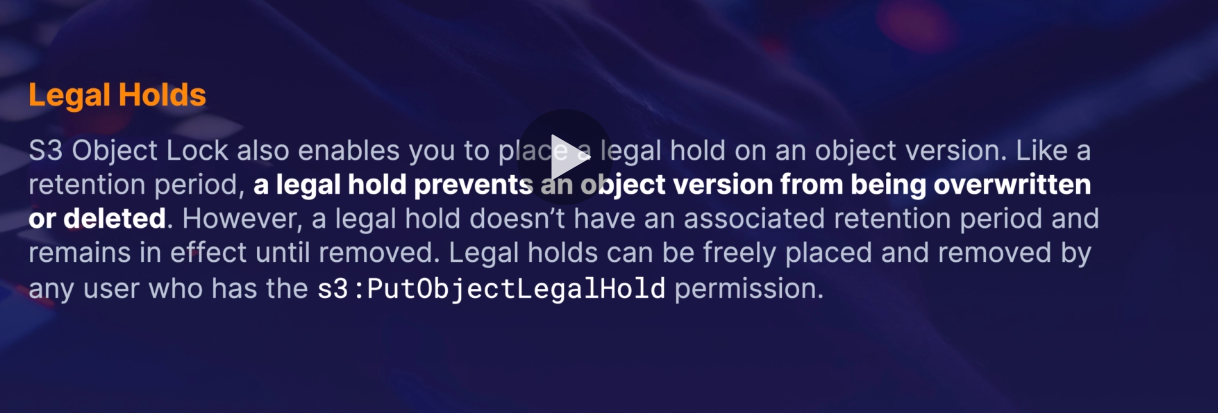 Legal Holds
S3 Object Lock also enables you to place a legal hold on an object version. Like a
retention period, a legal hold prevents an object version from being overwritten
or deleted. However, a legal hold doesn’t have an associated retention period and
remains in effect until removed. Legal holds can be freely placed and removed by
any user who has the s3:PutObjectLegalHold permission.